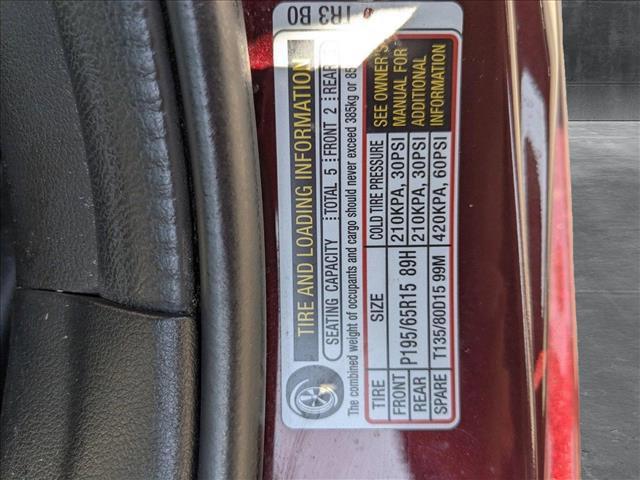 TR3 B0
TIRE AND LOADING INFORMATION
SEATING CAPACITY TOTAL 5 FRONT 2 REAR
The combined weight of occupants and cargo should never exceed 385kg or 85
TIRE SIZE COLD TIRE PRESSURE
FRONT P195/65R15 89H 210KPA, 30PSI
REAR 210KPA, 30PSI
SPARE T135/80D15 99M 420KPA, 60PSI
SEE OWNER'S
MANUAL FOR
ADDITIONAL
INFORMATION